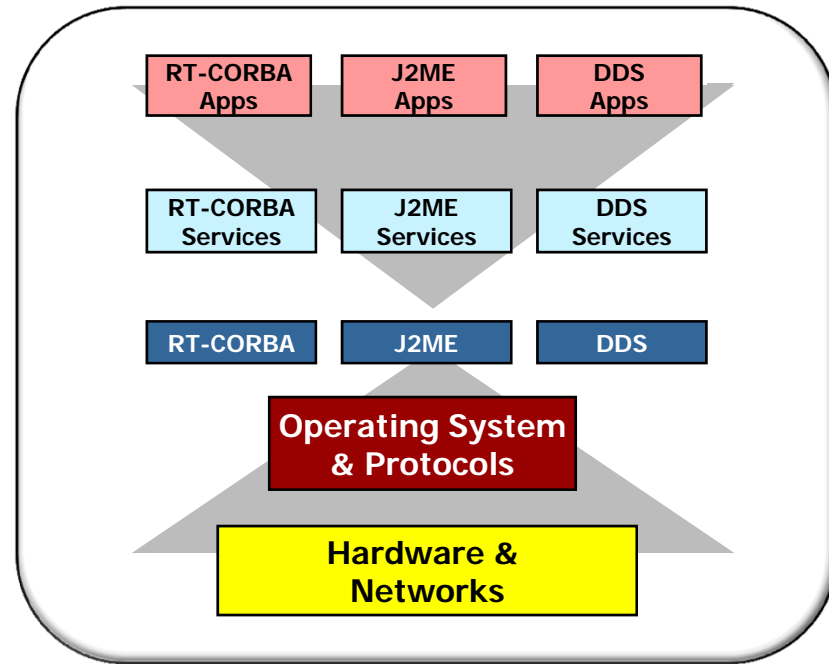 RT-CORBA
Apps
J2ME
Apps
DDS
Apps
RT-CORBA
Services
J2ME
Services
DDS
Services
RT-CORBA
J2ME
DDS
Operating System
& Protocols
Hardware &
Networks